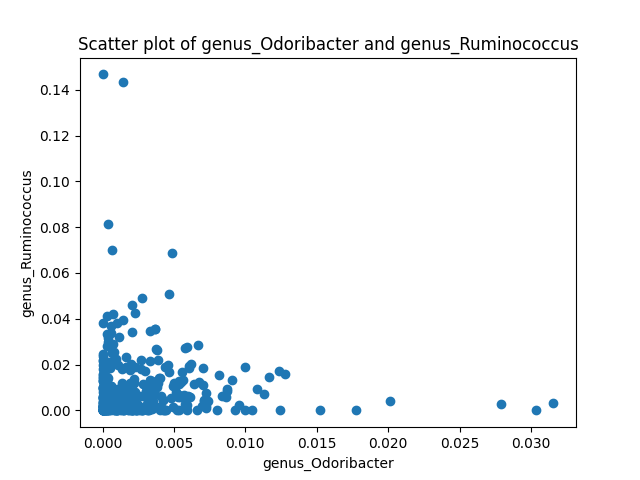 Scatter plot of genus_Odoribacter and genus_Ruminococcus
0.14
0.12
0.10
0.08
0.06
0.04
0.02
0.00
genus_Ruminococcus
0.000 0.005 0.010 0.015 0.020 0.025 0.030
genus_Odoribacter